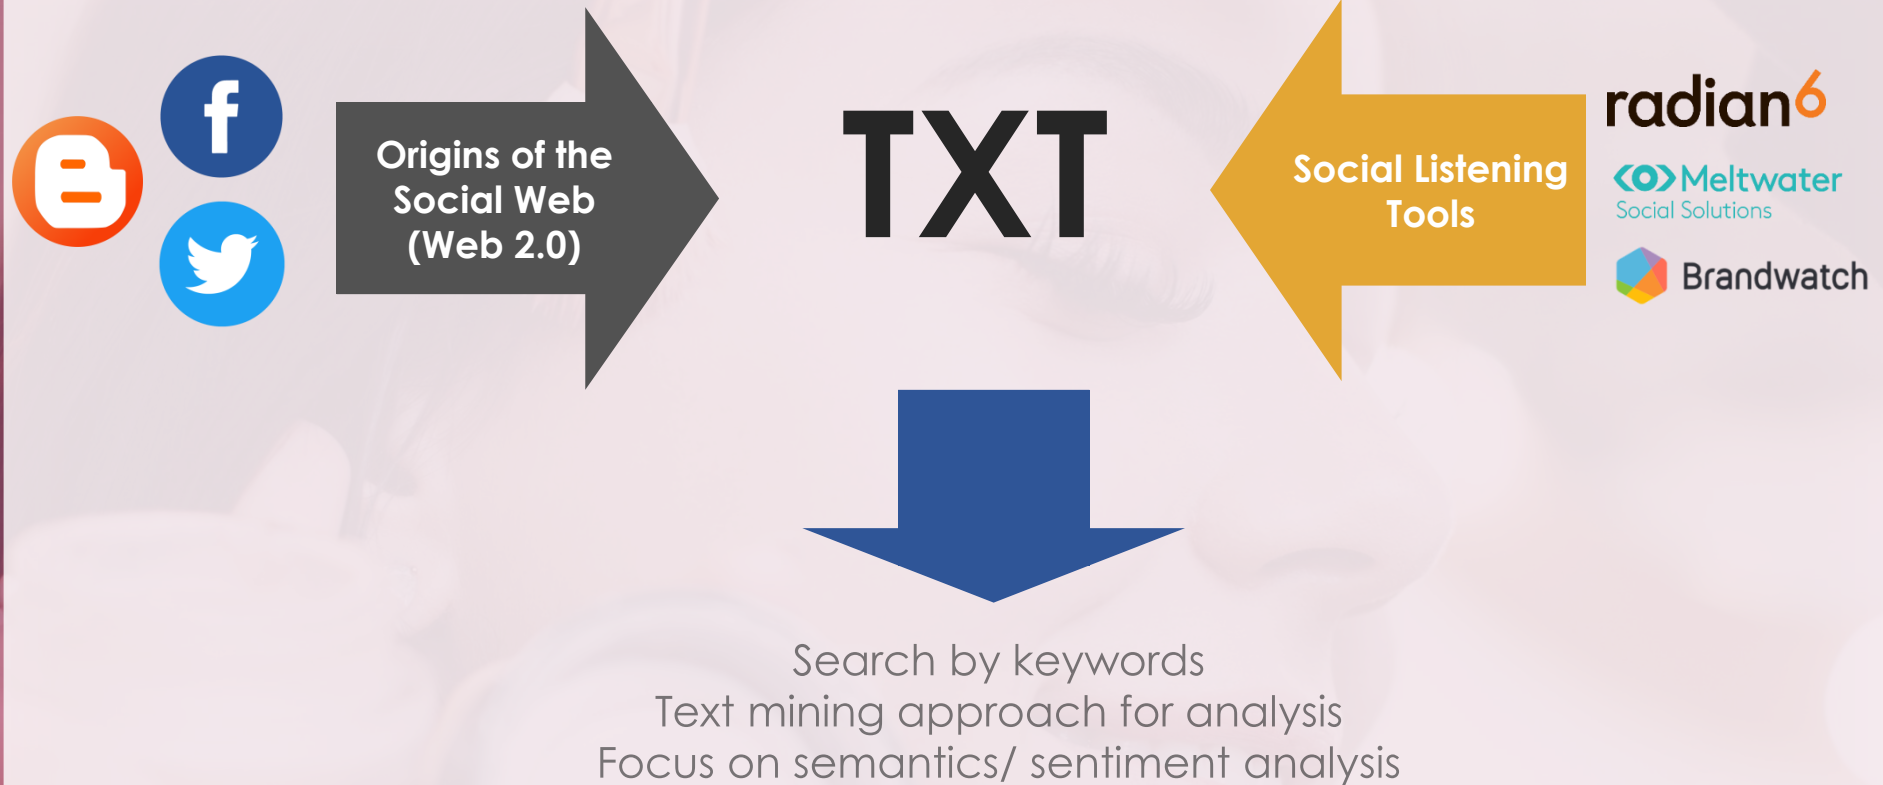 Origins of the
Social Web
(Web 2.0)
TXT
Social Listening
Tools
radian6
Meltwater
Social Solutions
Brandwatch
Search by keywords
Text mining approach for analysis
Focus on semantics/ sentiment analysis